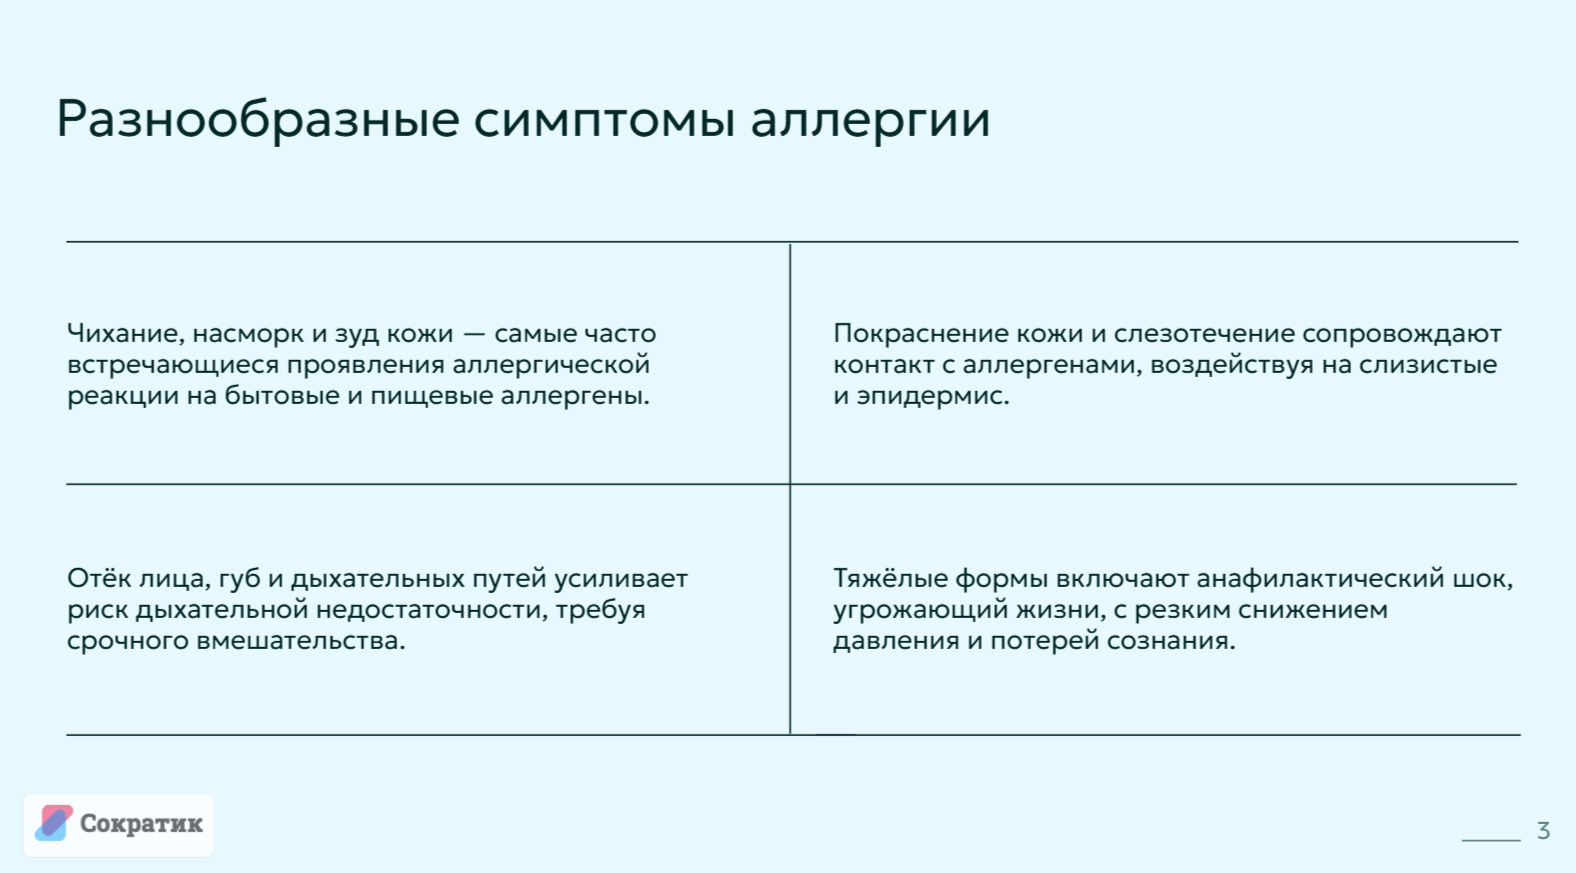 Разнообразные симптомы аллергии
Чихание, насморк и зуд кожи — самые часто
встречающиеся проявления аллергической
реакции на бытовые и пищевые аллергены.
Покраснение кожи и слезотечение сопровождают
контакт с аллергенами, воздействуя на слизистые
и эпидермис.
Отёк лица, губ и дыхательных путей усиливает
риск дыхательной недостаточности, требуя
срочного вмешательства.
Тяжёлые формы включают анафилактический шок,
угрожающий жизни, с резким снижением
давления и потерей сознания.
Сократик
3